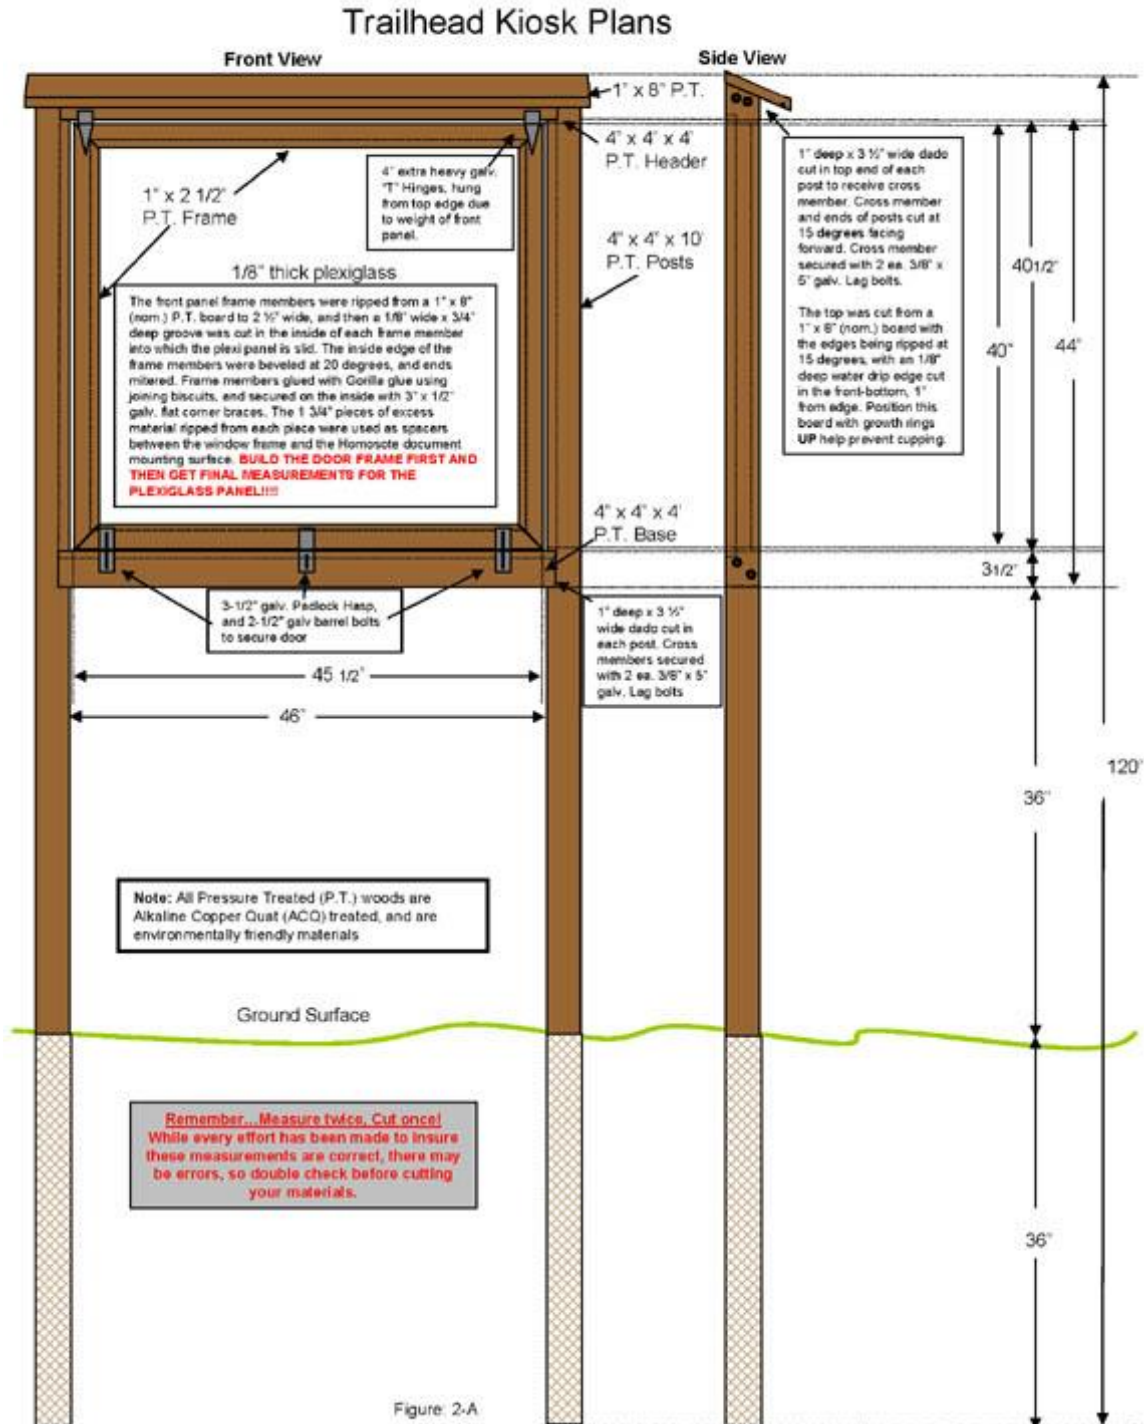 Trailhead Kiosk Plans
Front View
Side View
1" x 8" P.T.
4" x 4" x 4'
P.T. Header
4" extra heavy galv.
"T" Hinges, hung
from top edge due
to weight of front
panel.
1" x 2 1/2"
P.T. Frame
4" x 4" x 10'
P.T. Posts
1/8" thick plexiglass
The front panel frame members were ripped from a 1" x 8"
(nom.) P.T. board to 2 ½" wide, and then a 1/8" wide x 3/4"
deep groove was cut in the inside of each frame member
into which the plexi panel is slid. The inside edge of the
frame members were beveled at 20 degrees, and ends
mitered. Frame members glued with Gorilla glue using
joining biscuits, and secured on the inside with 3" x 1/2"
galv. flat corner braces. The 1 3/4" pieces of excess
material ripped from each piece were used as spacers
between the window frame and the Homosote document
mounting surface. BUILD THE DOOR FRAME FIRST AND
THEN GET FINAL MEASUREMENTS FOR THE
PLEXIGLASS PANEL!!!!
1" deep x 3 ½" wide dado
cut in top end of each
post to receive cross
member. Cross member
and ends of posts cut at
15 degrees facing
forward. Cross member
secured with 2 ea. 3/8" x
5" galv. Lag bolts.
The top was cut from a
1" x 8" (nom.) board with
the edges being ripped at
15 degrees, with an 1/8"
deep water drip edge cut
in the front-bottom, 1"
from edge. Position this
board with growth rings
UP help prevent cupping.
40 1/2"
40"
44"
4" x 4" x 4'
P.T. Base
3 1/2"
3-1/2" galv. Padlock Hasp,
and 2-1/2" galv barrel bolts
to secure door
1" deep x 3 ½"
wide dado cut in
each post. Cross
members secured
with 2 ea. 3/8" x 5"
galv. Lag bolts
45 1/2"
46"
120"
36"
Note: All Pressure Treated (P.T.) woods are
Alkaline Copper Quat (ACQ) treated, and are
environmentally friendly materials
Ground Surface
Remember...Measure twice, Cut once!
While every effort has been made to insure
these measurements are correct, there may
be errors, so double check before cutting
your materials.
36"
Figure: 2-A